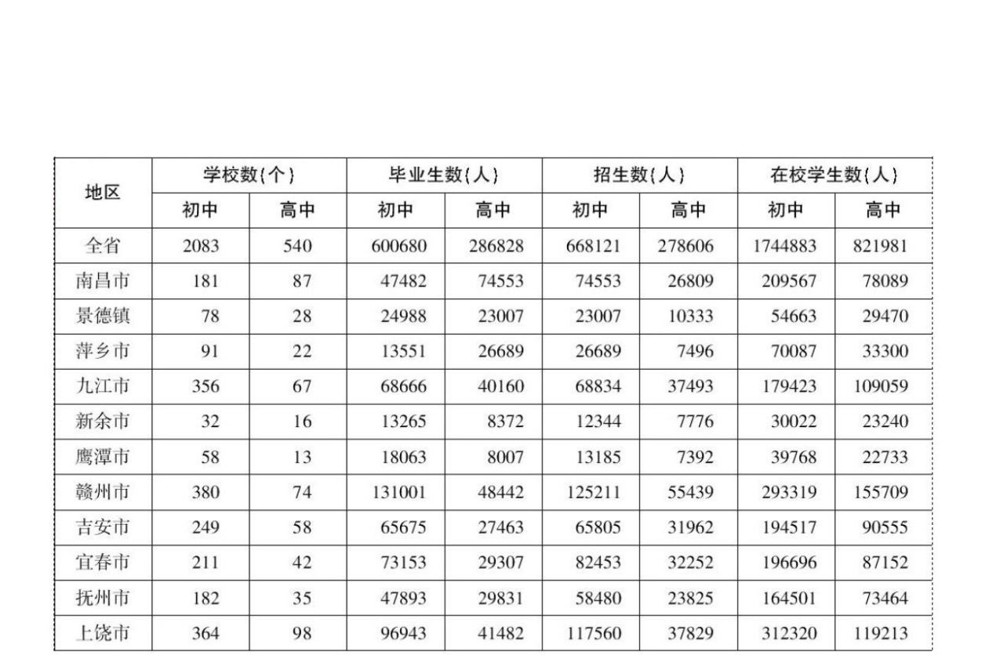 地区 学校数(个) 毕业生数(人) 招生数(人) 在校学生数(人)
初中 高中 初中 高中 初中 高中 初中 高中
全省 2083 540 600680 286828 668121 278606 1744883 821981
南昌市 181 87 47482 74553 74553 26809 209567 78089
景德镇 78 28 24988 23007 23007 10333 54663 29470
萍乡市 91 22 13551 26689 26689 7496 70087 33300
九江市 356 67 68666 40160 68834 37493 179423 109059
新余市 32 16 13265 8372 12344 7776 30022 23240
鹰潭市 58 13 18063 8007 13185 7392 39768 22733
赣州市 380 74 131001 48442 125211 55439 293319 155709
吉安市 249 58 65675 27463 65805 31962 194517 90555
宜春市 211 42 73153 29307 82453 32252 196696 87152
抚州市 182 35 47893 29831 58480 23825 164501 73464
上饶市 364 98 96943 41482 117560 37829 312320 119213